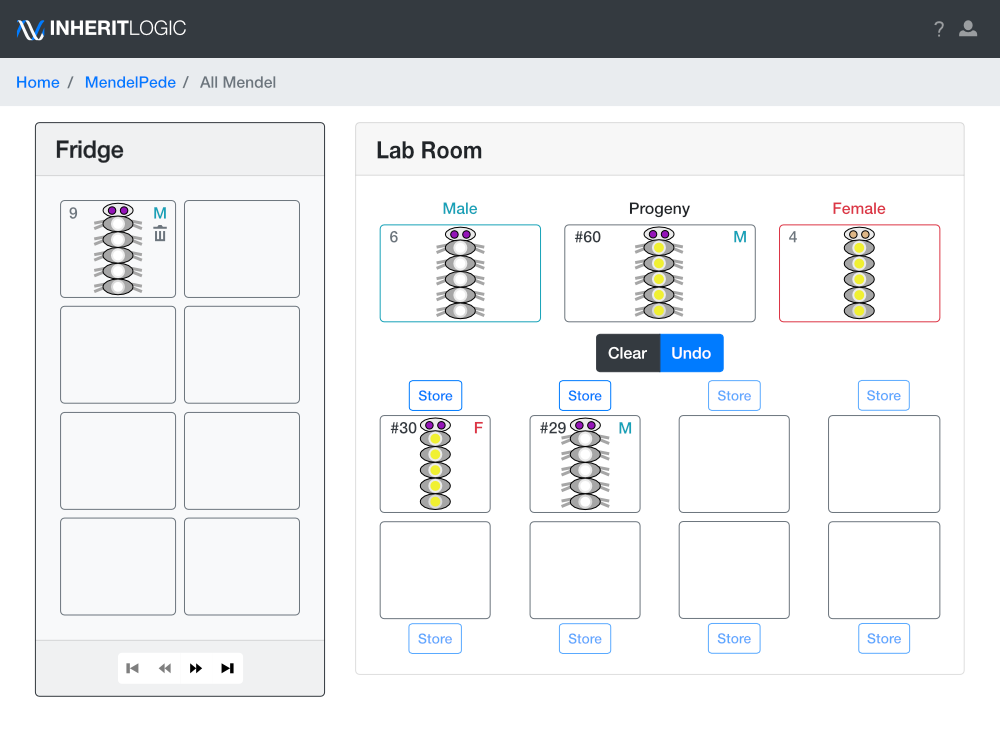 INHERITLOGIC
?
Home / MendelPede / All Mendel
Fridge
9 M
Lab Room
Male Progeny Female
6 #60 M 4
Clear Undo
Store Store Store Store
#30 F #29 M
Store Store Store Store